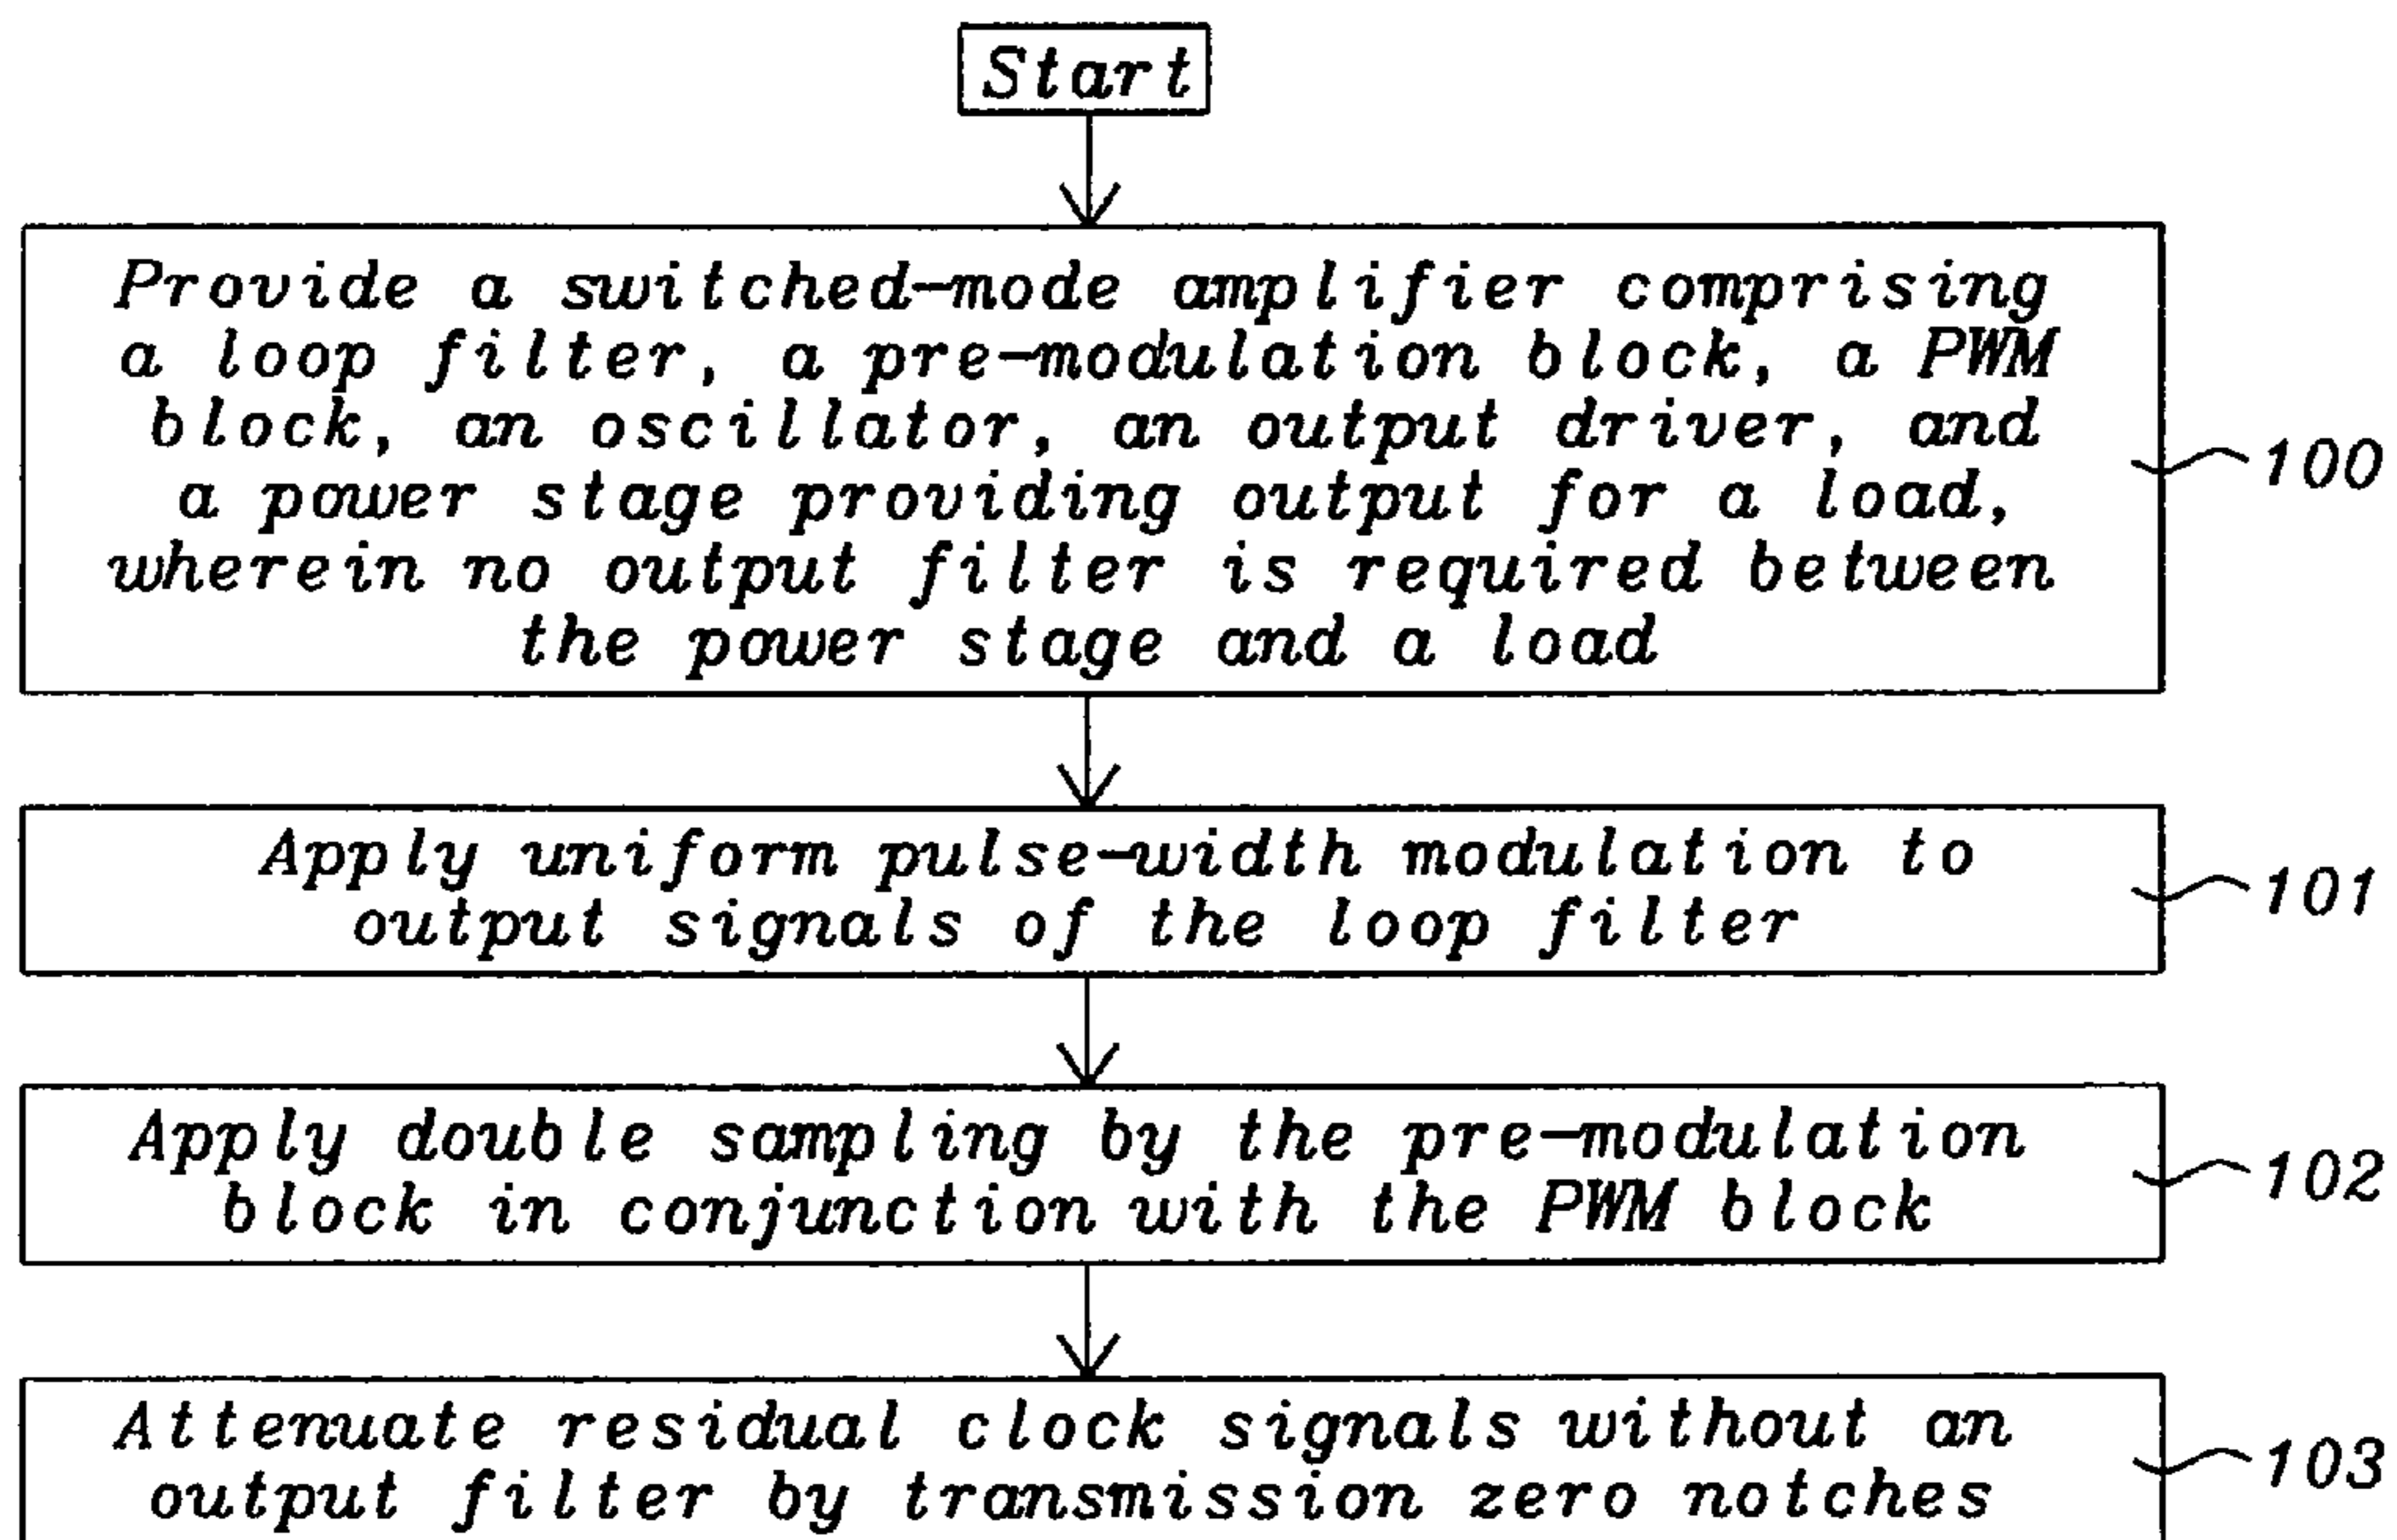 Start
Provide a switched-mode amplifier comprising
a loop filter, a pre-modulation block, a PWM
block, an oscillator, an output driver, and
a power stage providing output for a load,
wherein no output filter is required between
the power stage and a load
100
Apply uniform pulse-width modulation to
output signals of the loop filter
101
Apply double sampling by the pre-modulation
block in conjunction with the PWM block
102
Attenuate residual clock signals without an
output filter by transmission zero notches
103